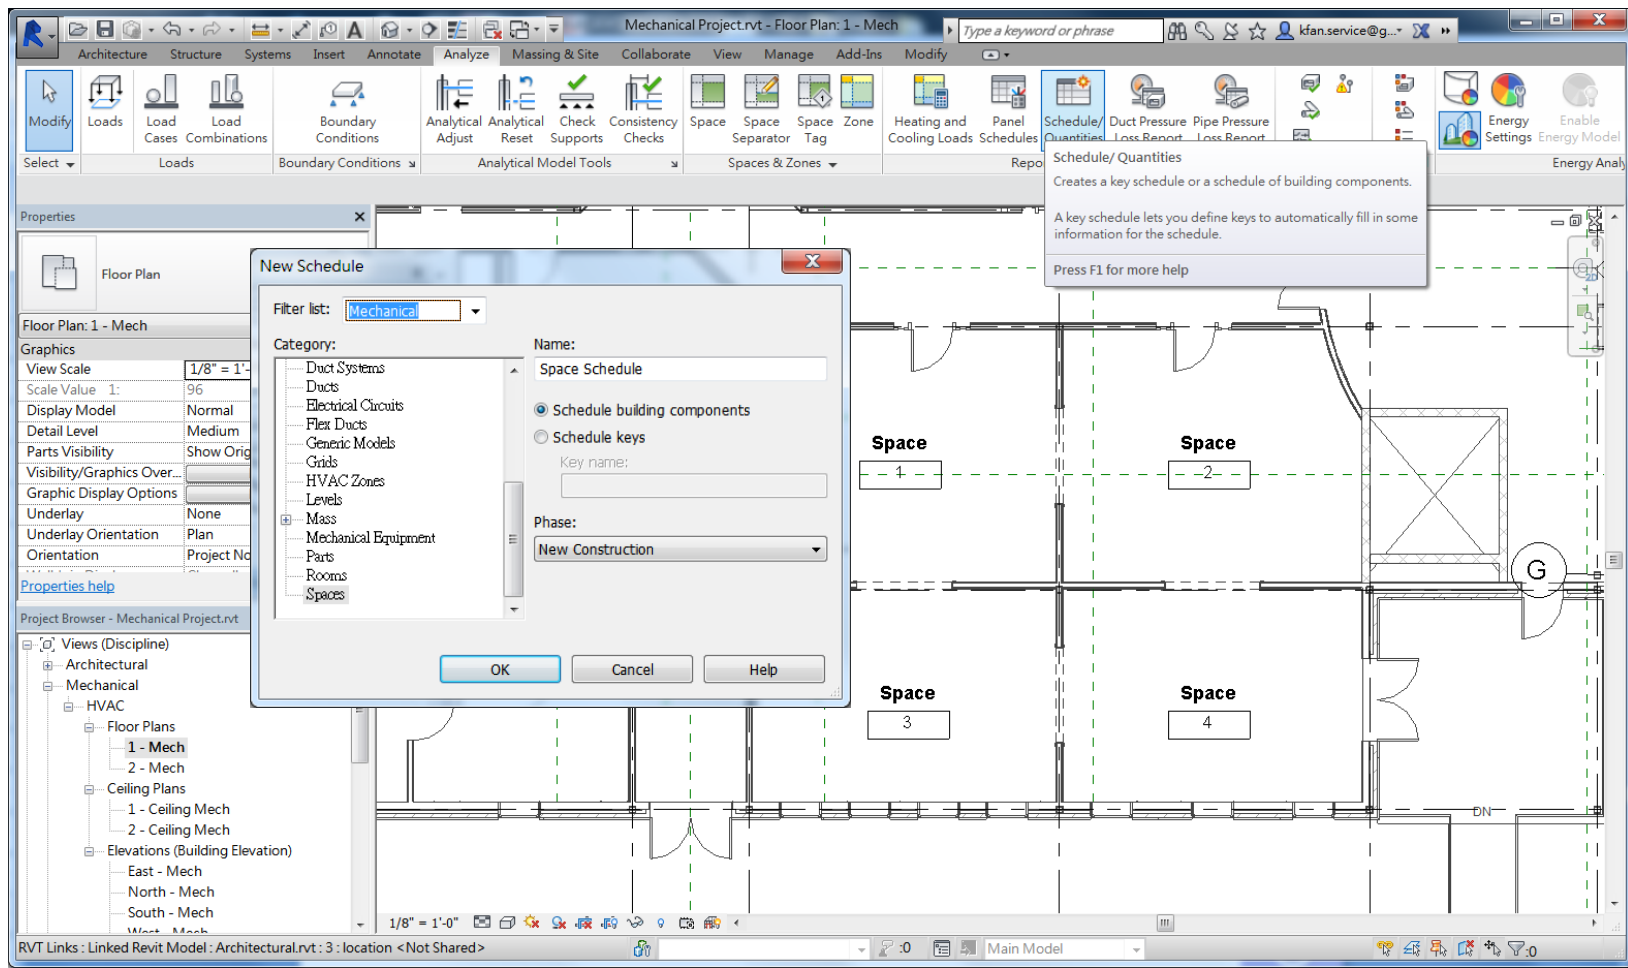 Mechanical Project.rvt - Floor Plan: 1 - Mech
Type a keyword or phrase
kfan.service@g...
Architecture Structure Systems Insert Annotate Analyze Massing & Site Collaborate View Manage Add-Ins Modify
Modify
Loads
Load Cases
Load Combinations
Boundary Conditions
Analytical Adjust
Analytical Reset
Check Supports
Consistency Checks
Space
Space Separator
Space Tag
Zone
Heating and Cooling Loads
Panel Schedules
Schedule/ Quantities
Duct Pressure Loss Report
Pipe Pressure Loss Report
Energy Settings
Enable Energy Model
Select
Loads
Boundary Conditions
Analytical Model Tools
Spaces & Zones
Repo
Energy Analy
Schedule/ Quantities
Creates a key schedule or a schedule of building components.
A key schedule lets you define keys to automatically fill in some
information for the schedule.
Press F1 for more help
Properties
Floor Plan
Floor Plan: 1 - Mech
Graphics
View Scale 1/8" = 1'-
Scale Value 1: 96
Display Model Normal
Detail Level Medium
Parts Visibility Show Orig
Visibility/Graphics Over...
Graphic Display Options
Underlay None
Underlay Orientation Plan
Orientation Project No
Properties help
Project Browser - Mechanical Project.rvt
Views (Discipline)
Architectural
Mechanical
HVAC
Floor Plans
1 - Mech
2 - Mech
Ceiling Plans
1 - Ceiling Mech
2 - Ceiling Mech
Elevations (Building Elevation)
East - Mech
North - Mech
South - Mech
West - Mech
New Schedule
Filter list: Mechanical
Category:
Duct Systems
Ducts
Electrical Circuits
Flex Ducts
Generic Models
Grids
HVAC Zones
Levels
Mass
Mechanical Equipment
Parts
Rooms
Spaces
Name:
Space Schedule
Schedule building components
Schedule keys
Key name:
Phase:
New Construction
OK Cancel Help
2D
Space
1
Space
2
Space
3
Space
4
G
DN
1/8" = 1'-0"
RVT Links : Linked Revit Model : Architectural.rvt : 3 : location <Not Shared>
:0
Main Model
:0